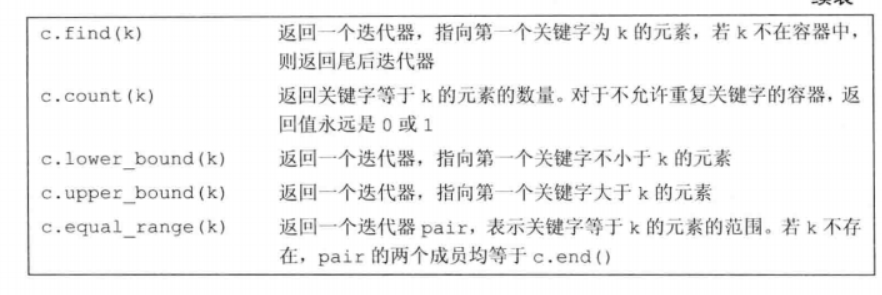 c.find(k) 返回一个迭代器，指向第一个关键字为 k 的元素，若 k 不在容器中，
则返回尾后迭代器
c.count(k) 返回关键字等于 k 的元素的数量。对于不允许重复关键字的容器，返
回值永远是 0 或 1
c.lower_bound(k) 返回一个迭代器，指向第一个关键字不小于 k 的元素
c.upper_bound(k) 返回一个迭代器，指向第一个关键字大于 k 的元素
c.equal_range(k) 返回一个迭代器 pair，表示关键字等于 k 的元素的范围。若 k 不存
在，pair 的两个成员均等于 c.end()